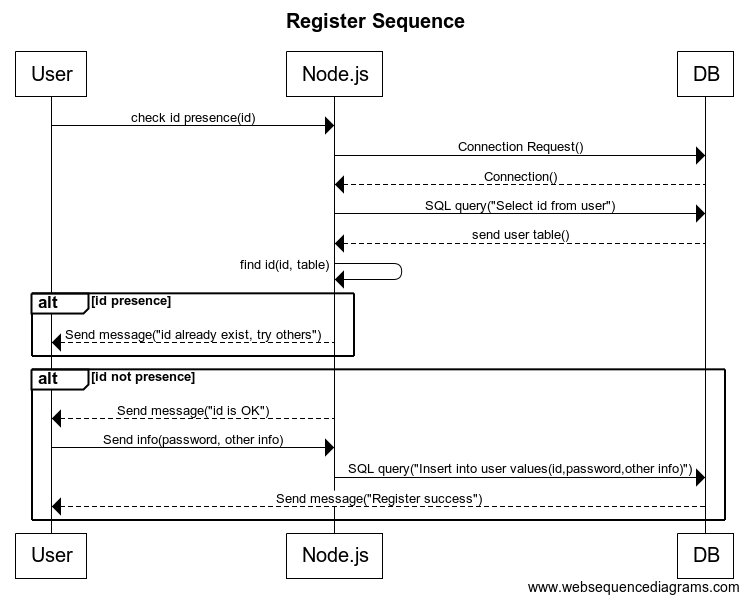 Register Sequence
User
Node.js
DB
check id presence(id)
Connection Request()
Connection()
SQL query("Select id from user")
send user table()
find id(id, table)
alt
[id presence]
Send message("id already exist, try others")
alt
[id not presence]
Send message("id is OK")
Send info(password, other info)
SQL query("Insert into user values(id,password,other info)")
Send message("Register success")
User
Node.js
DB
www.websequencediagrams.com